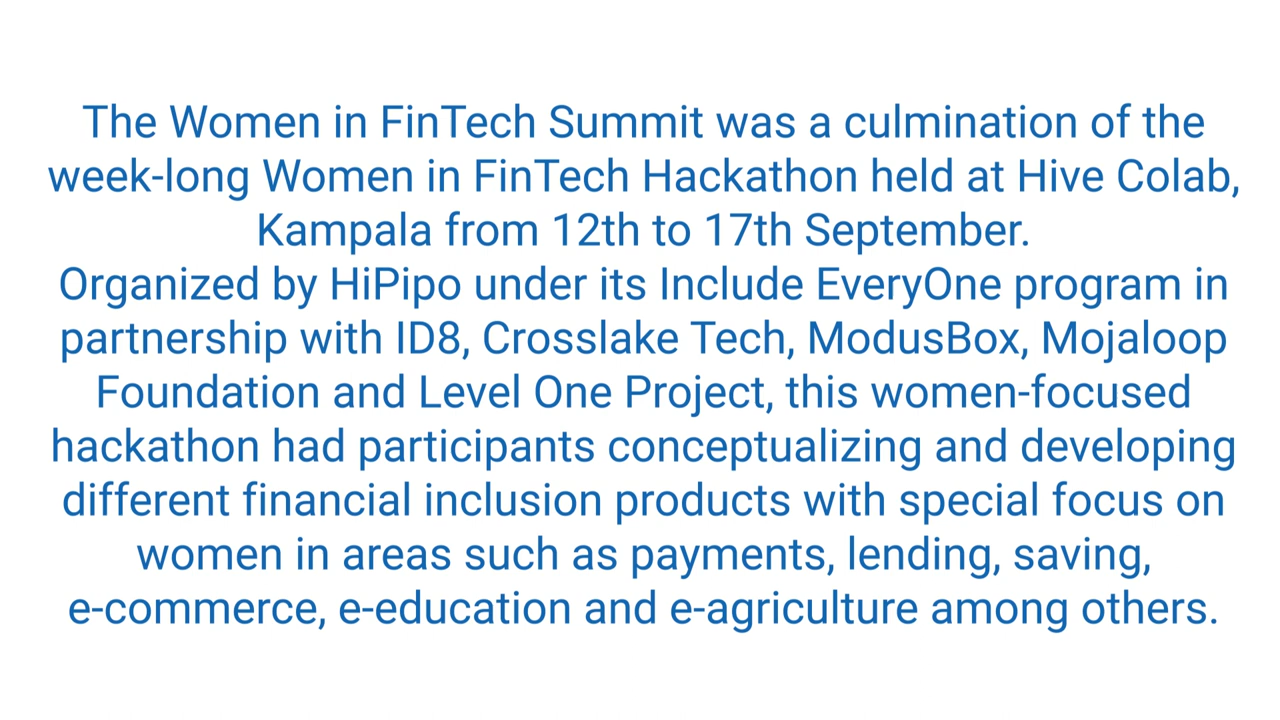 The Women in FinTech Summit was a culmination of the
week-long Women in FinTech Hackathon held at Hive Colab,
Kampala from 12th to 17th September.
Organized by HiPipo under its Include EveryOne program in
partnership with ID8, Crosslake Tech, ModusBox, Mojaloop
Foundation and Level One Project, this women-focused
hackathon had participants conceptualizing and developing
different financial inclusion products with special focus on
women in areas such as payments, lending, saving,
e-commerce, e-education and e-agriculture among others.